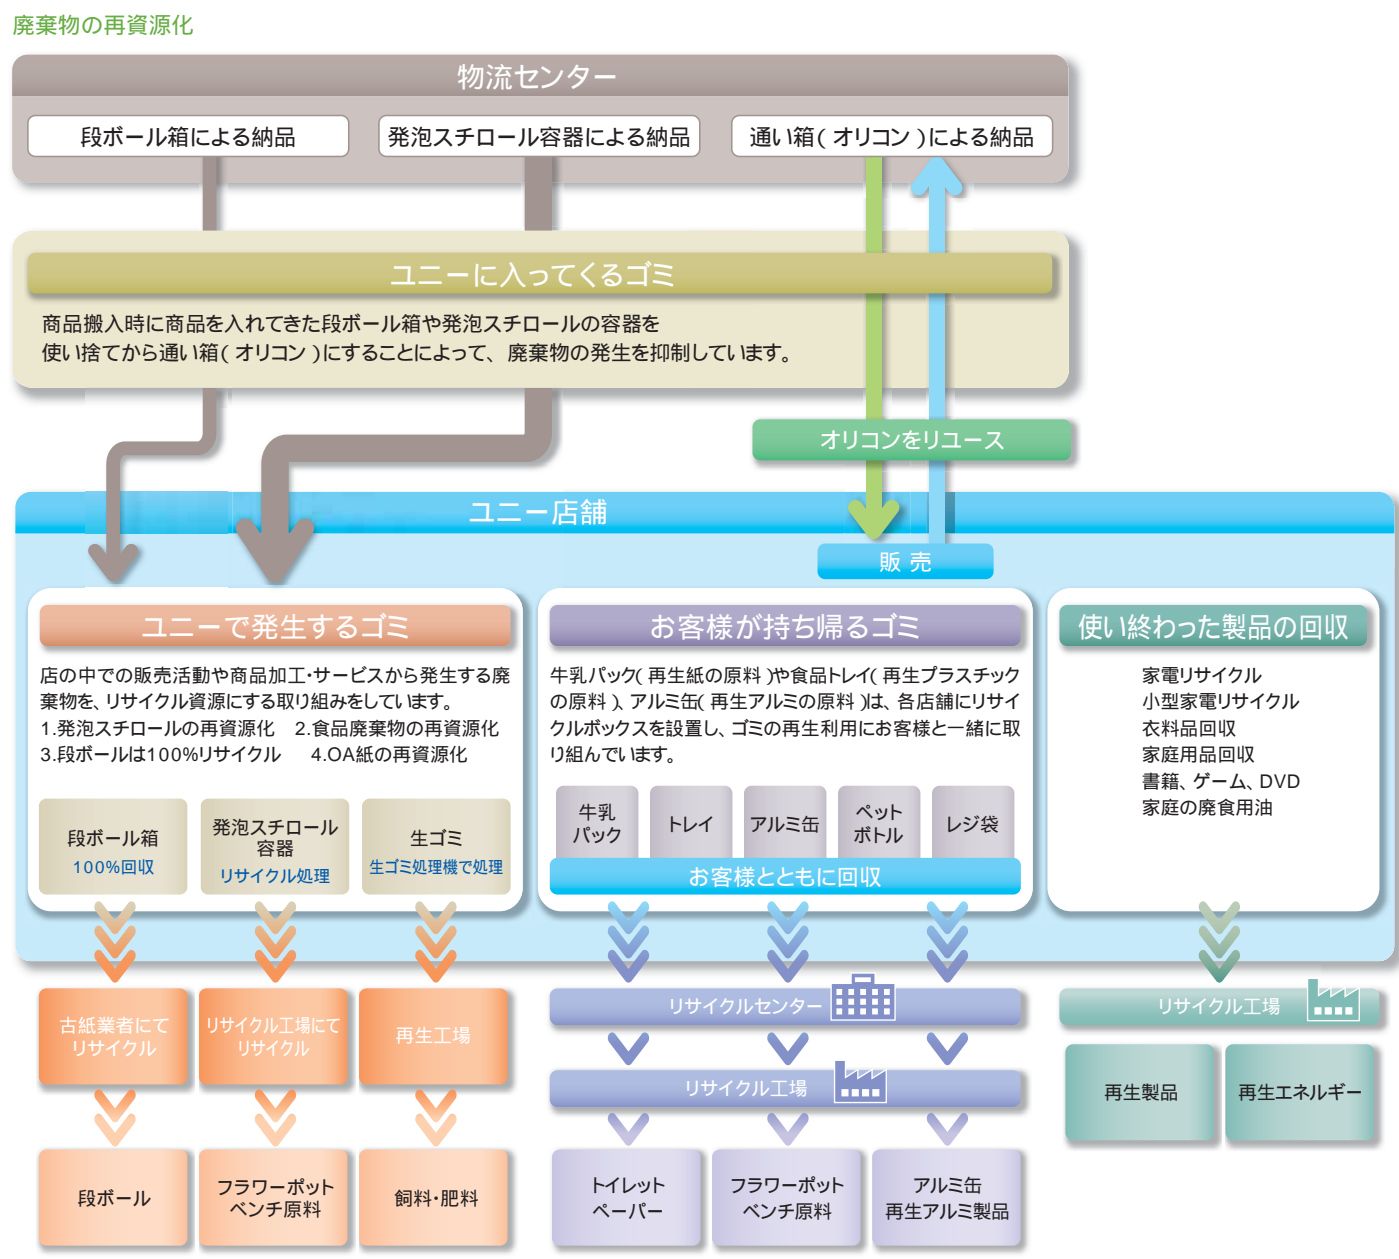 廃棄物の再資源化
物流センター
段ボール箱による納品
発泡スチロール容器による納品
通い箱(オリコン)による納品
ユニーに入ってくるゴミ
商品搬入時に商品を入れてきた段ボール箱や発泡スチロールの容器を
使い捨てから通い箱(オリコン)にすることによって、廃棄物の発生を抑制しています。
オリコンをリユース
ユニー店舗
販売
ユニーで発生するゴミ
店の中での販売活動や商品加工・サービスから発生する廃
棄物を、リサイクル資源にする取り組みをしています。
1.発泡スチロールの再資源化 2.食品廃棄物の再資源化
3.段ボールは100%リサイクル 4.OA紙の再資源化
段ボール箱
100%回収
発泡スチロール
容器
リサイクル処理
生ゴミ
生ゴミ処理機で処理
お客様が持ち帰るゴミ
牛乳パック(再生紙の原料)や食品トレイ(再生プラスチック
の原料)、アルミ缶(再生アルミの原料)は、各店舗にリサイ
クルボックスを設置し、ゴミの再生利用にお客様と一緒に取
り組んでいます。
牛乳
パック
トレイ
アルミ缶
ペット
ボトル
レジ袋
お客様とともに回収
使い終わった製品の回収
家電リサイクル
小型家電リサイクル
衣料品回収
家庭用品回収
書籍、ゲーム、DVD
家庭の廃食用油
古紙業者にて
リサイクル
リサイクル工場にて
リサイクル
再生工場
リサイクルセンター
リサイクル工場
リサイクル工場
再生製品
再生エネルギー
段ボール
フラワーポット
ベンチ原料
飼料・肥料
トイレット
ペーパー
フラワーポット
ベンチ原料
アルミ缶
再生アルミ製品